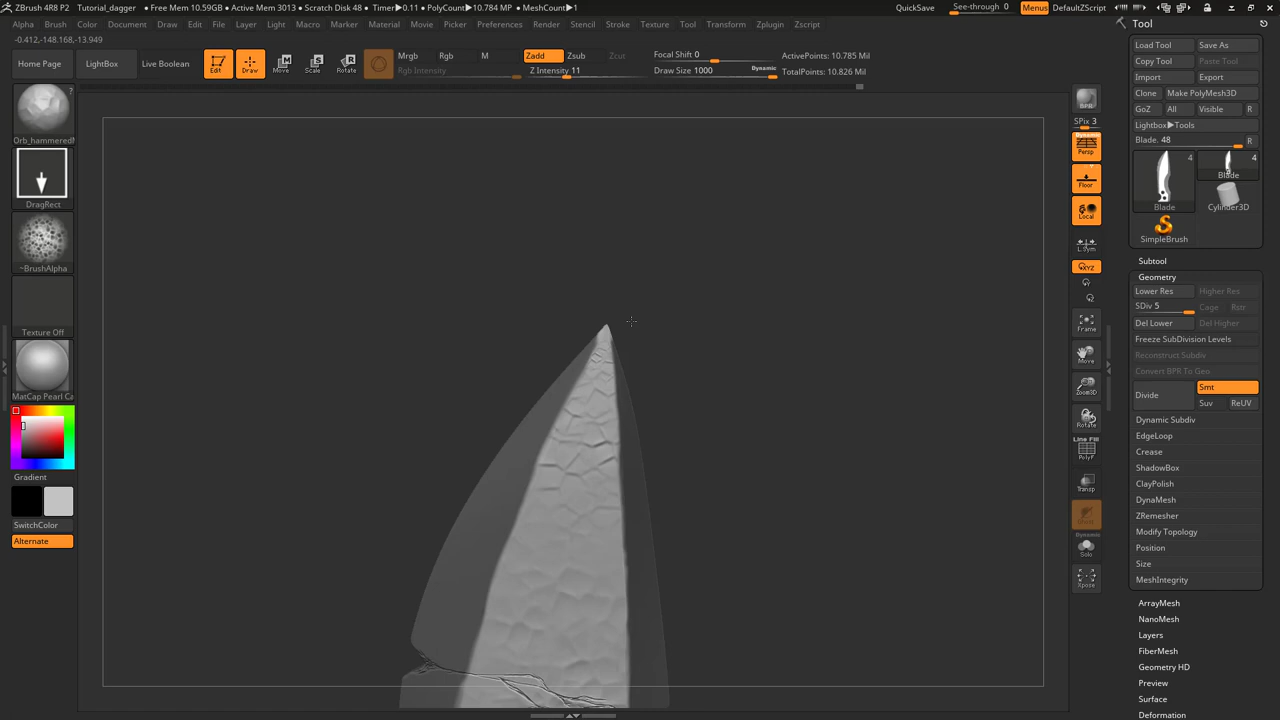 ZBrush 4R8 P2 Tutorial_dagger • Free Mem 10.59GB • Active Mem 3013 • Scratch Disk 48 • Timer▶0.11 • PolyCount▶10.784 MP • MeshCount▶1 QuickSave See-through 0 Menus DefaultZScript
Alpha Brush Color Document Draw Edit File Layer Light Macro Marker Material Movie Picker Preferences Render Stencil Stroke Texture Tool Transform Zplugin Zscript
-0.412,-148.168,-13.949
Home Page LightBox Live Boolean Edit Draw Move Scale Rotate
Mrgb Rgb M Zadd Zsub Zcut Focal Shift 0 ActivePoints: 10.785 Mil
Rgb Intensity Z Intensity 11 Draw Size 1000 Dynamic TotalPoints: 10.826 Mil
DragRect
~BrushAlpha
Texture Off
MatCap Pearl Ca
Gradient
SwitchColor
Alternate
BPR
SPix 3
Dynamic
Persp
Floor
Local
L.Sym
XYZ
Frame
Move
Zoom3D
Rotate
Line Fill
PolyF
Transp
Dynamic
Solo
Xpose
Tool
Load Tool Save As
Copy Tool Paste Tool
Import Export
Clone Make PolyMesh3D
GoZ All Visible R
Lightbox▶Tools
Blade. 48 R
4 4
Blade
Blade Cylinder3D
SimpleBrush
Subtool
Geometry
Lower Res Higher Res
SDiv 5 Cage Rstr
Del Lower Del Higher
Freeze SubDivision Levels
Reconstruct Subdiv
Convert BPR To Geo
Divide Smt
Suv ReUV
Dynamic Subdiv
EdgeLoop
Crease
ShadowBox
ClayPolish
DynaMesh
ZRemesher
Modify Topology
Position
Size
MeshIntegrity
ArrayMesh
NanoMesh
Layers
FiberMesh
Geometry HD
Preview
Surface
Deformation